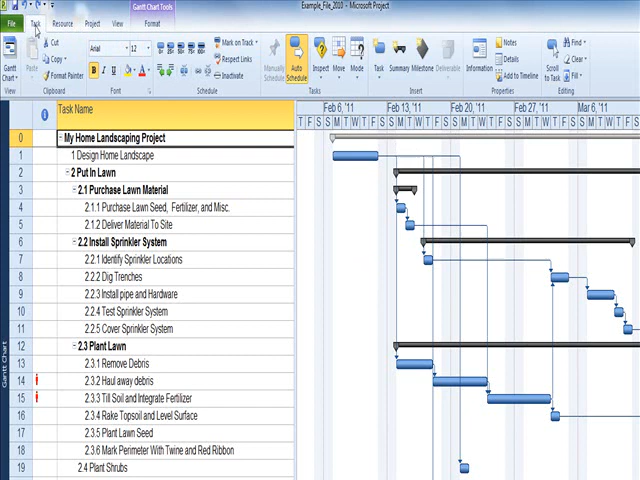 Gantt Chart Tools
Example_File_2010 - Microsoft Project
File Task Resource Project View Format
Gantt Chart
Paste
Cut
Copy
Format Painter
Clipboard
Arial 8
B I U A
Font
Mark on Track
Respect Links
Inactivate
Schedule
Manually Schedule
Auto Schedule
Inspect Move Mode
Tasks
Task Summary Milestone Deliverable
Insert
Information
Notes
Details
Add to Timeline
Properties
Scroll to Task
Find
Clear
Fill
Editing
Task Name
Feb 6, '11 Feb 13, '11 Feb 20, '11 Feb 27, '11 Mar 6, '11
T F S S M T W T F S S M T W T F S S M T W T F S S M T W T F S S M T W T F S
0 My Home Landscaping Project
1 1 Design Home Landscape
2 2 Put In Lawn
3 2.1 Purchase Lawn Material
4 2.1.1 Purchase Lawn Seed, Fertilizer, and Misc.
5 2.1.2 Deliver Material To Site
6 2.2 Install Sprinkler System
7 2.2.1 Identify Sprinkler Locations
8 2.2.2 Dig Trenches
9 2.2.3 Install pipe and Hardware
10 2.2.4 Test Sprinkler System
11 2.2.5 Cover Sprinkler System
12 2.3 Plant Lawn
13 2.3.1 Remove Debris
14 2.3.2 Haul away debris
15 2.3.3 Till Soil and Integrate Fertilizer
16 2.3.4 Rake Topsoil and Level Surface
17 2.3.5 Plant Lawn Seed
18 2.3.6 Mark Perimeter With Twine and Red Ribbon
19 2.4 Plant Shrubs
Gantt Chart